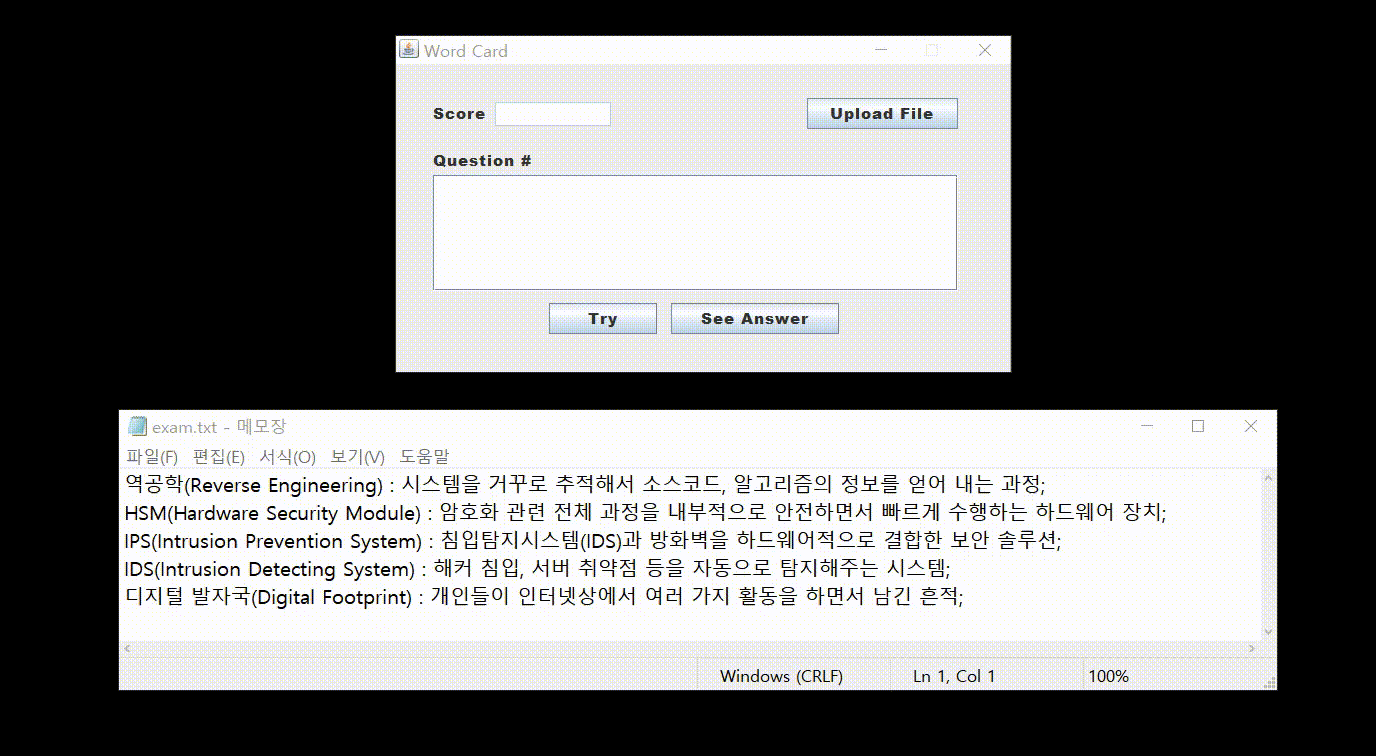 Word Card
Score
Upload File
Question #
Try
See Answer
exam.txt - 메모장
파일(F) 편집(E) 서식(O) 보기(V) 도움말
역공학(Reverse Engineering) : 시스템을 거꾸로 추적해서 소스코드, 알고리즘의 정보를 얻어 내는 과정;
HSM(Hardware Security Module) : 암호화 관련 전체 과정을 내부적으로 안전하면서 빠르게 수행하는 하드웨어 장치;
IPS(Intrusion Prevention System) : 침입탐지시스템(IDS)과 방화벽을 하드웨어적으로 결합한 보안 솔루션;
IDS(Intrusion Detecting System) : 해커 침입, 서버 취약점 등을 자동으로 탐지해주는 시스템;
디지털 발자국(Digital Footprint) : 개인들이 인터넷상에서 여러 가지 활동을 하면서 남긴 흔적;
Windows (CRLF) Ln 1, Col 1 100%